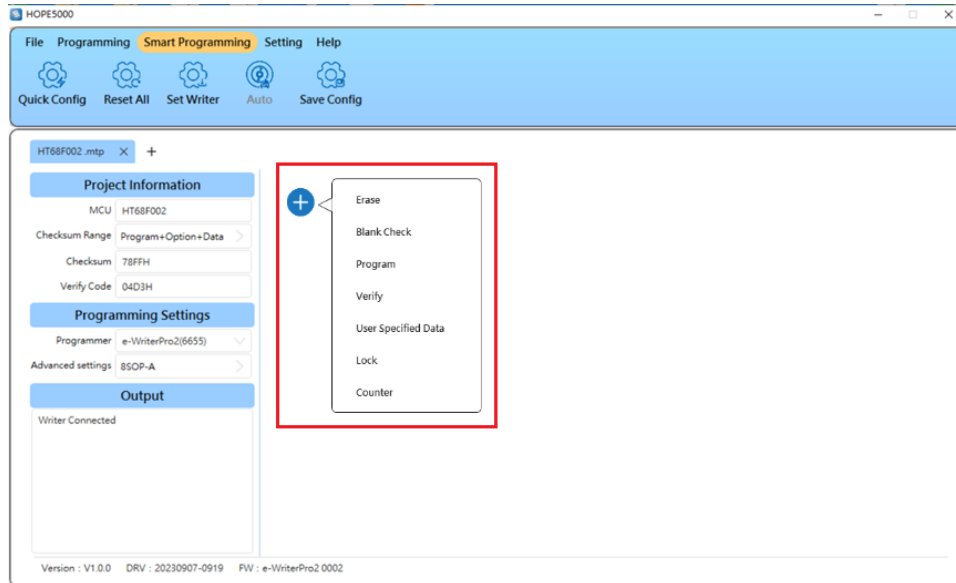 HOPE5000
File Programming Smart Programming Setting Help
Quick Config Reset All Set Writer Auto Save Config
HT68F002 .mtp
Project Information
MCU HT68F002
Checksum Range Program+Option+Data
Checksum 78FFH
Verify Code 04D3H
Programming Settings
Programmer e-WriterPro2(6655)
Advanced settings 8SOP-A
Output
Writer Connected
Erase
Blank Check
Program
Verify
User Specified Data
Lock
Counter
Version : V1.0.0 DRV : 20230907-0919 FW : e-WriterPro2 0002